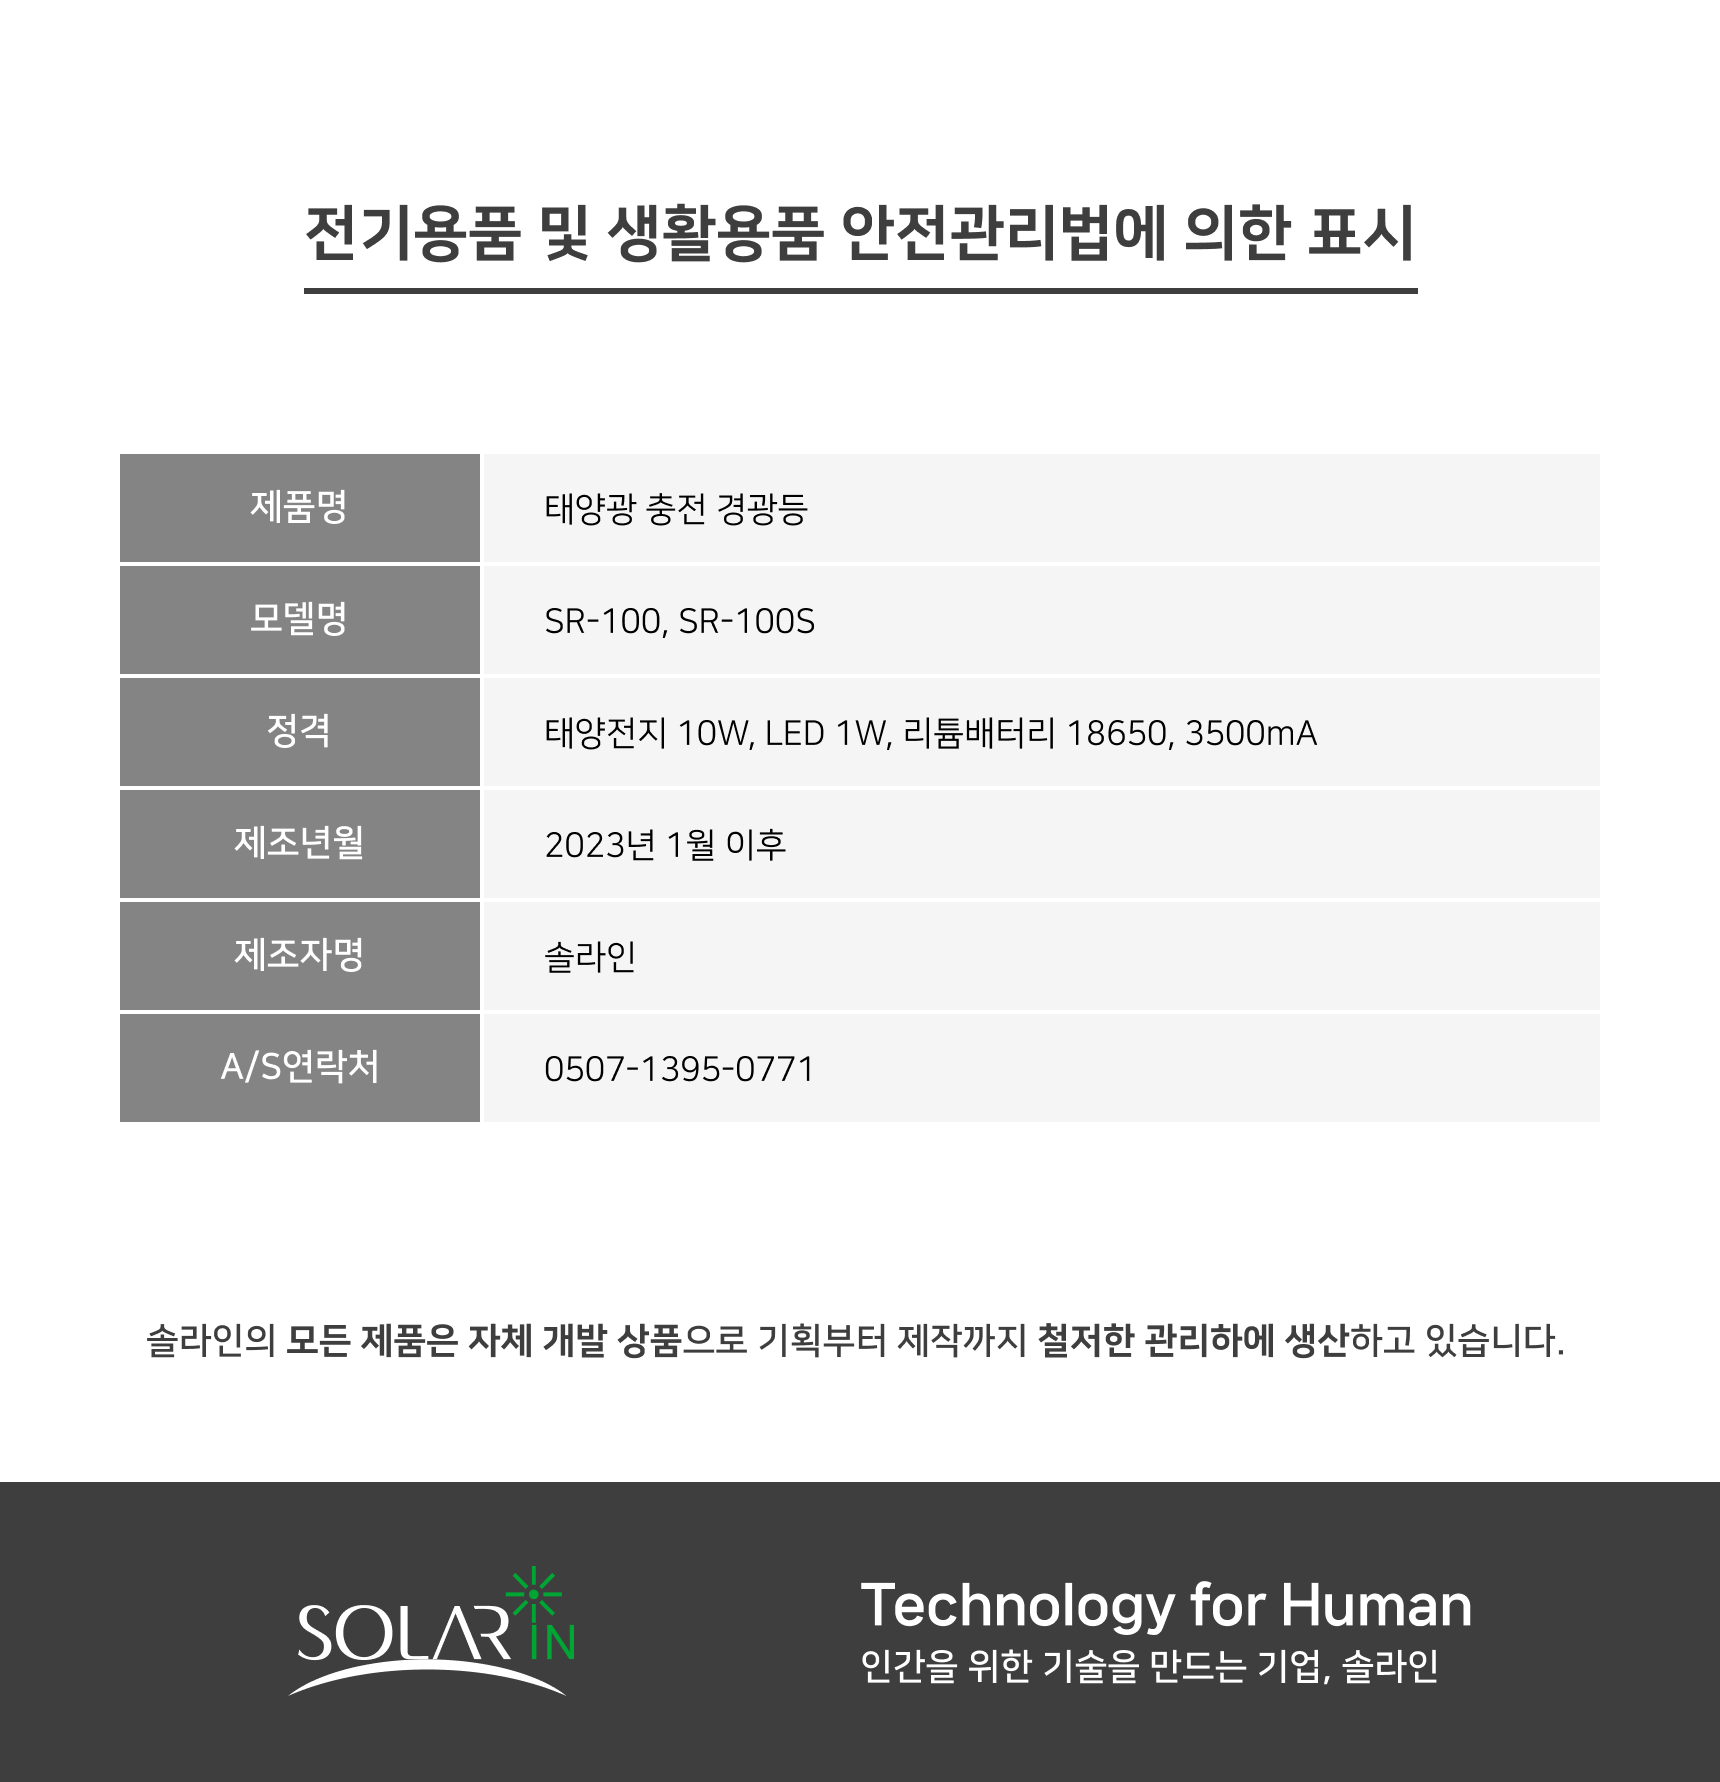 전기용품 및 생활용품 안전관리법에 의한 표시
제품명 태양광 충전 경광등
모델명 SR-100, SR-100S
정격 태양전지 10W, LED 1W, 리튬배터리 18650, 3500mA
제조년월 2023년 1월 이후
제조자명 솔라인
A/S연락처 0507-1395-0771
솔라인의 모든 제품은 자체 개발 상품으로 기획부터 제작까지 철저한 관리하에 생산하고 있습니다.
SOLAR IN
Technology for Human
인간을 위한 기술을 만드는 기업, 솔라인